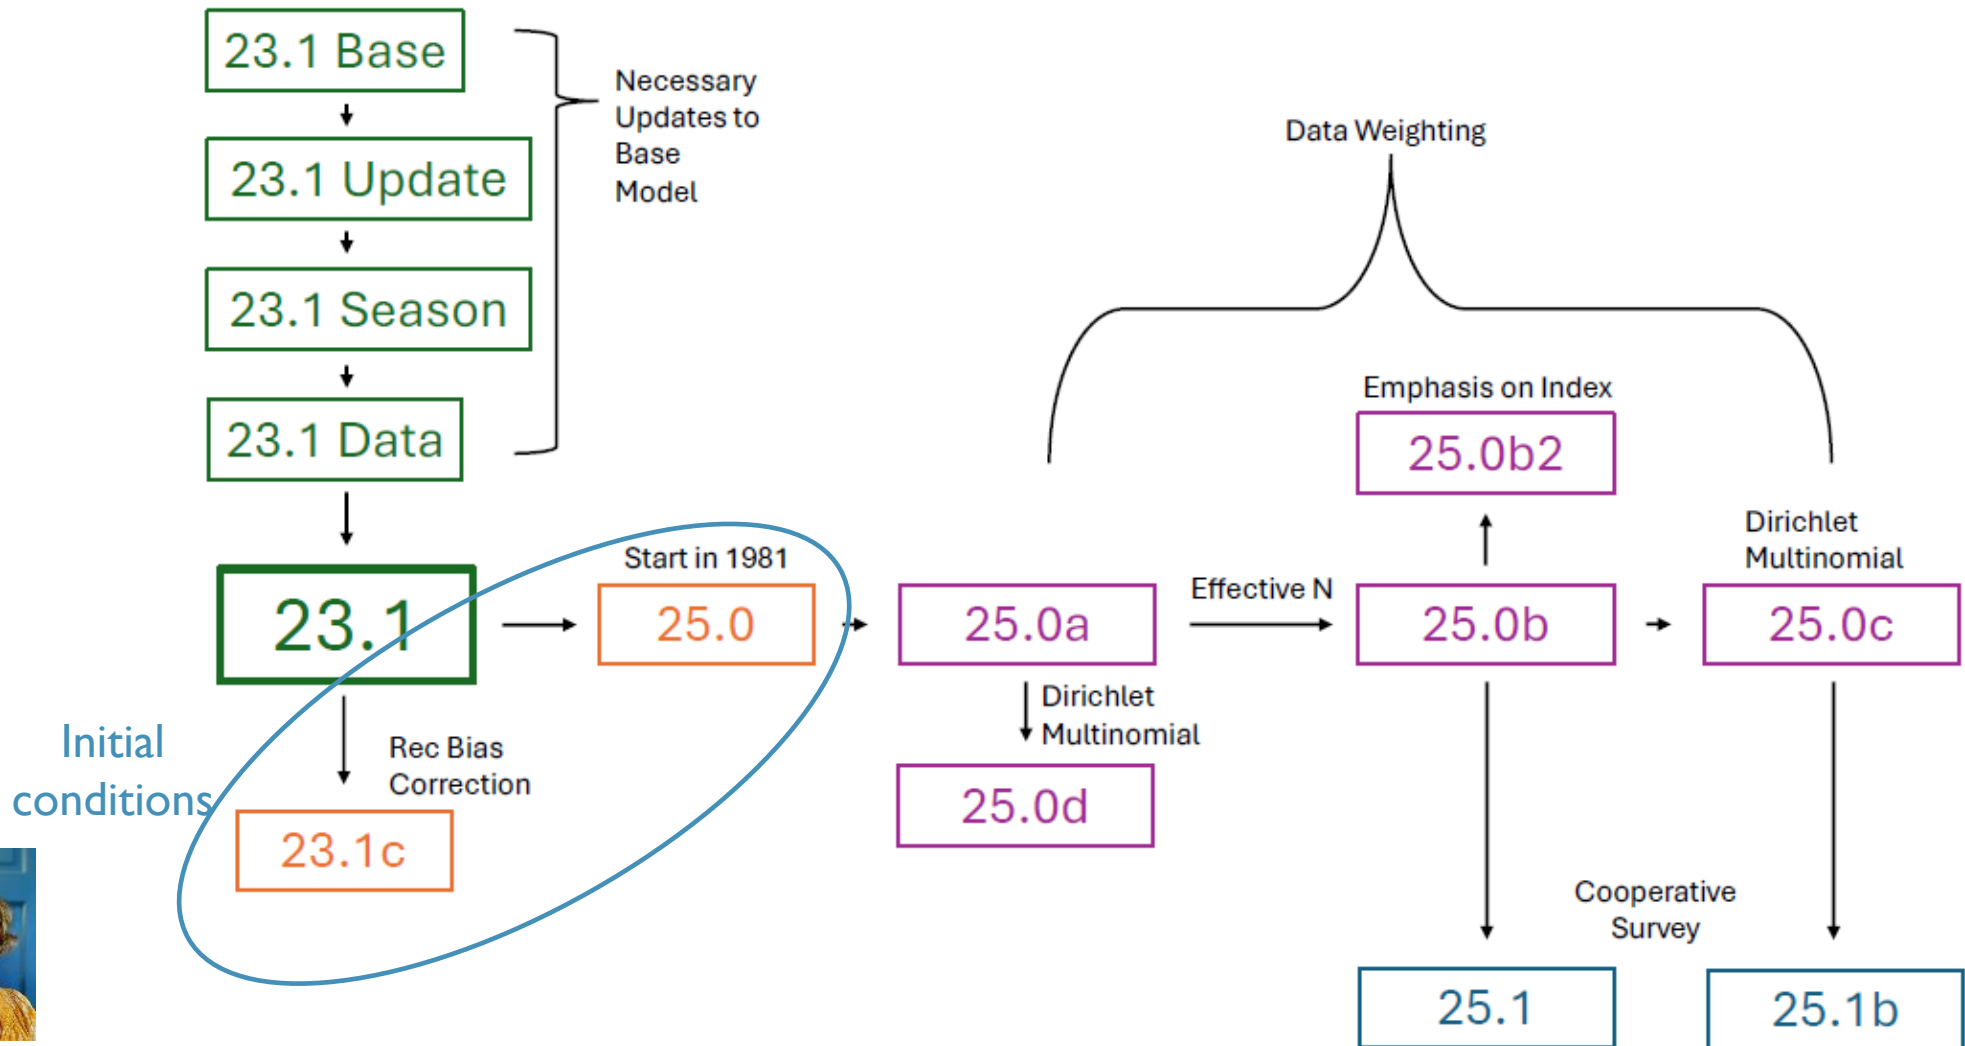 23.1 Base
Necessary
Updates to
Base
Model
23.1 Update
23.1 Season
23.1 Data
Data Weighting
Emphasis on Index
25.0b2
23.1
Start in 1981
25.0
25.0a
Effective N
25.0b
Dirichlet
Multinomial
25.0c
Initial
conditions
Rec Bias
Correction
23.1c
Dirichlet
Multinomial
25.0d
Cooperative
Survey
25.1
25.1b